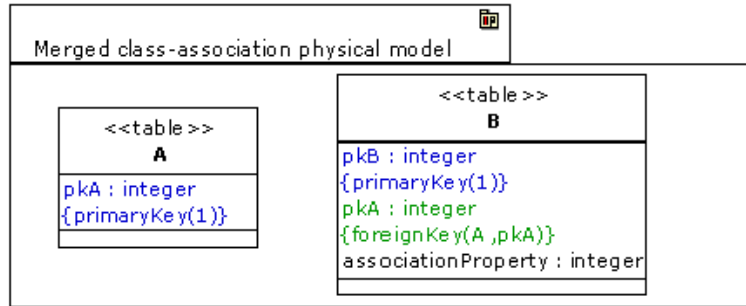 Merged class-association physical model
<<table>>
A
pkA : integer
{primaryKey(1)}
<<table>>
B
pkB : integer
{primaryKey(1)}
pkA : integer
{foreignKey(A ,pkA)}
associationProperty : integer